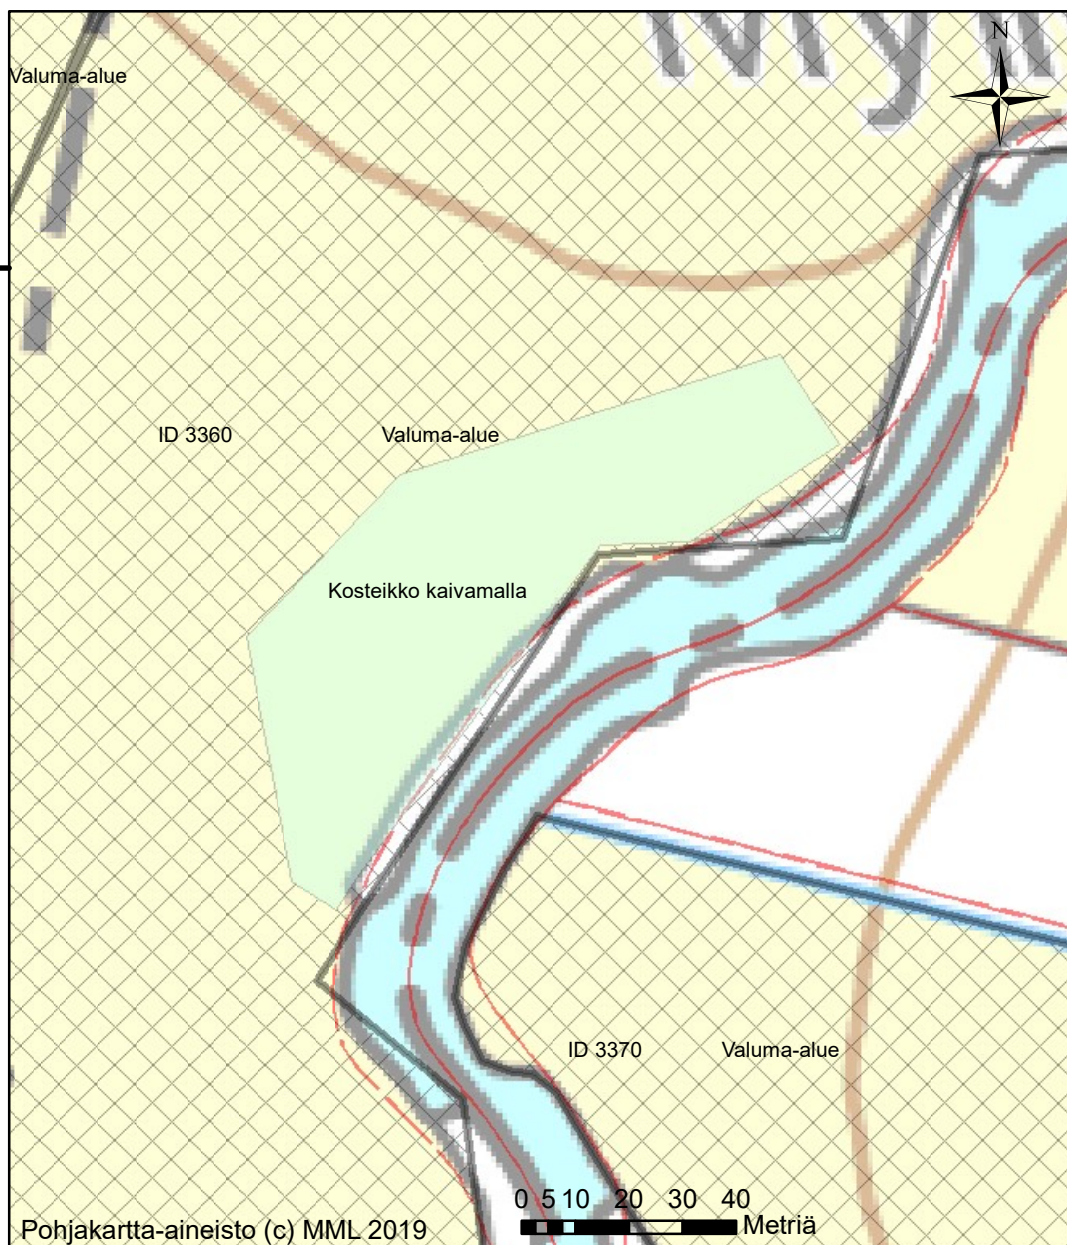 N
Valuma-alue
ID 3360
Valuma-alue
Kosteikko kaivamalla
ID 3370
Valuma-alue
0 5 10 20 30 40
Metriä
Pohjakartta-aineisto (c) MML 2019